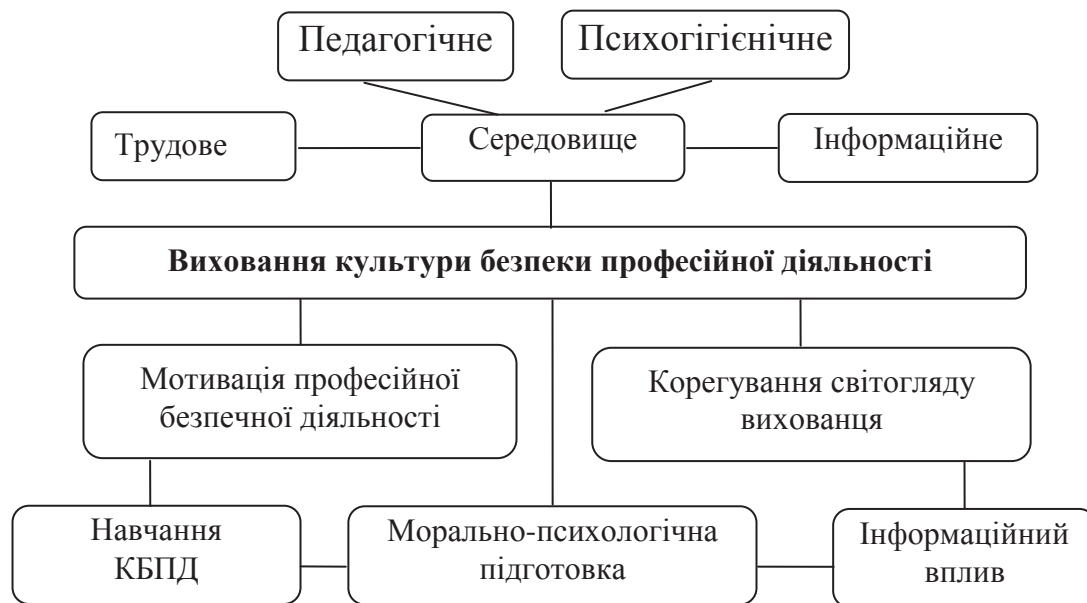 Педагогічне
Психогігієнічне
Трудове
Середовище
Інформаційне
Виховання культури безпеки професійної діяльності
Мотивація професійної
безпечної діяльності
Корегування світогляду
вихованця
Навчання
КБПД
Морально-психологічна
підготовка
Інформаційний
вплив